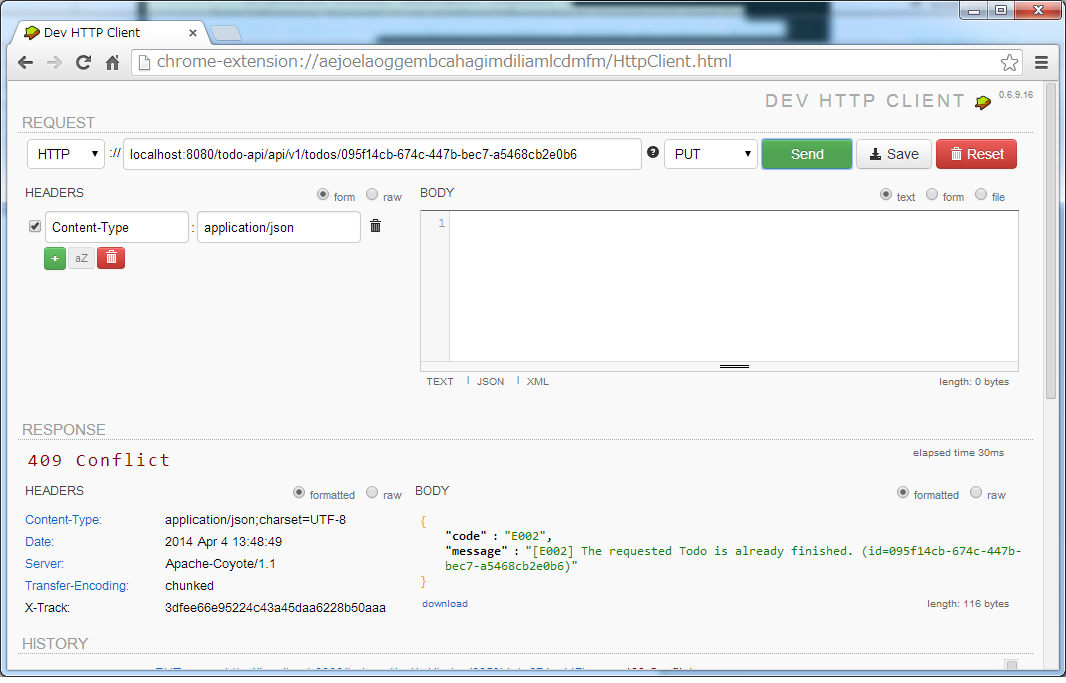 Dev HTTP Client
chrome-extension://aejoelaoggembcahagimdiliamlcdmfm/HttpClient.html
DEV HTTP CLIENT 0.6.9.16
REQUEST
HTTP :// localhost:8080/todo-api/api/v1/todos/095f14cb-674c-447b-bec7-a5468cb2e0b6 PUT Send Save Reset
HEADERS form raw BODY text form file
Content-Type : application/json
1
+ aZ
TEXT JSON XML length: 0 bytes
RESPONSE
409 Conflict elapsed time 30ms
HEADERS formatted raw BODY formatted raw
Content-Type: application/json;charset=UTF-8
Date: 2014 Apr 4 13:48:49
Server: Apache-Coyote/1.1
Transfer-Encoding: chunked
X-Track: 3dfee66e95224c43a45daa6228b50aaa
{
"code" : "E002",
"message" : "[E002] The requested Todo is already finished. (id=095f14cb-674c-447b-
bec7-a5468cb2e0b6)"
}
download length: 116 bytes
HISTORY